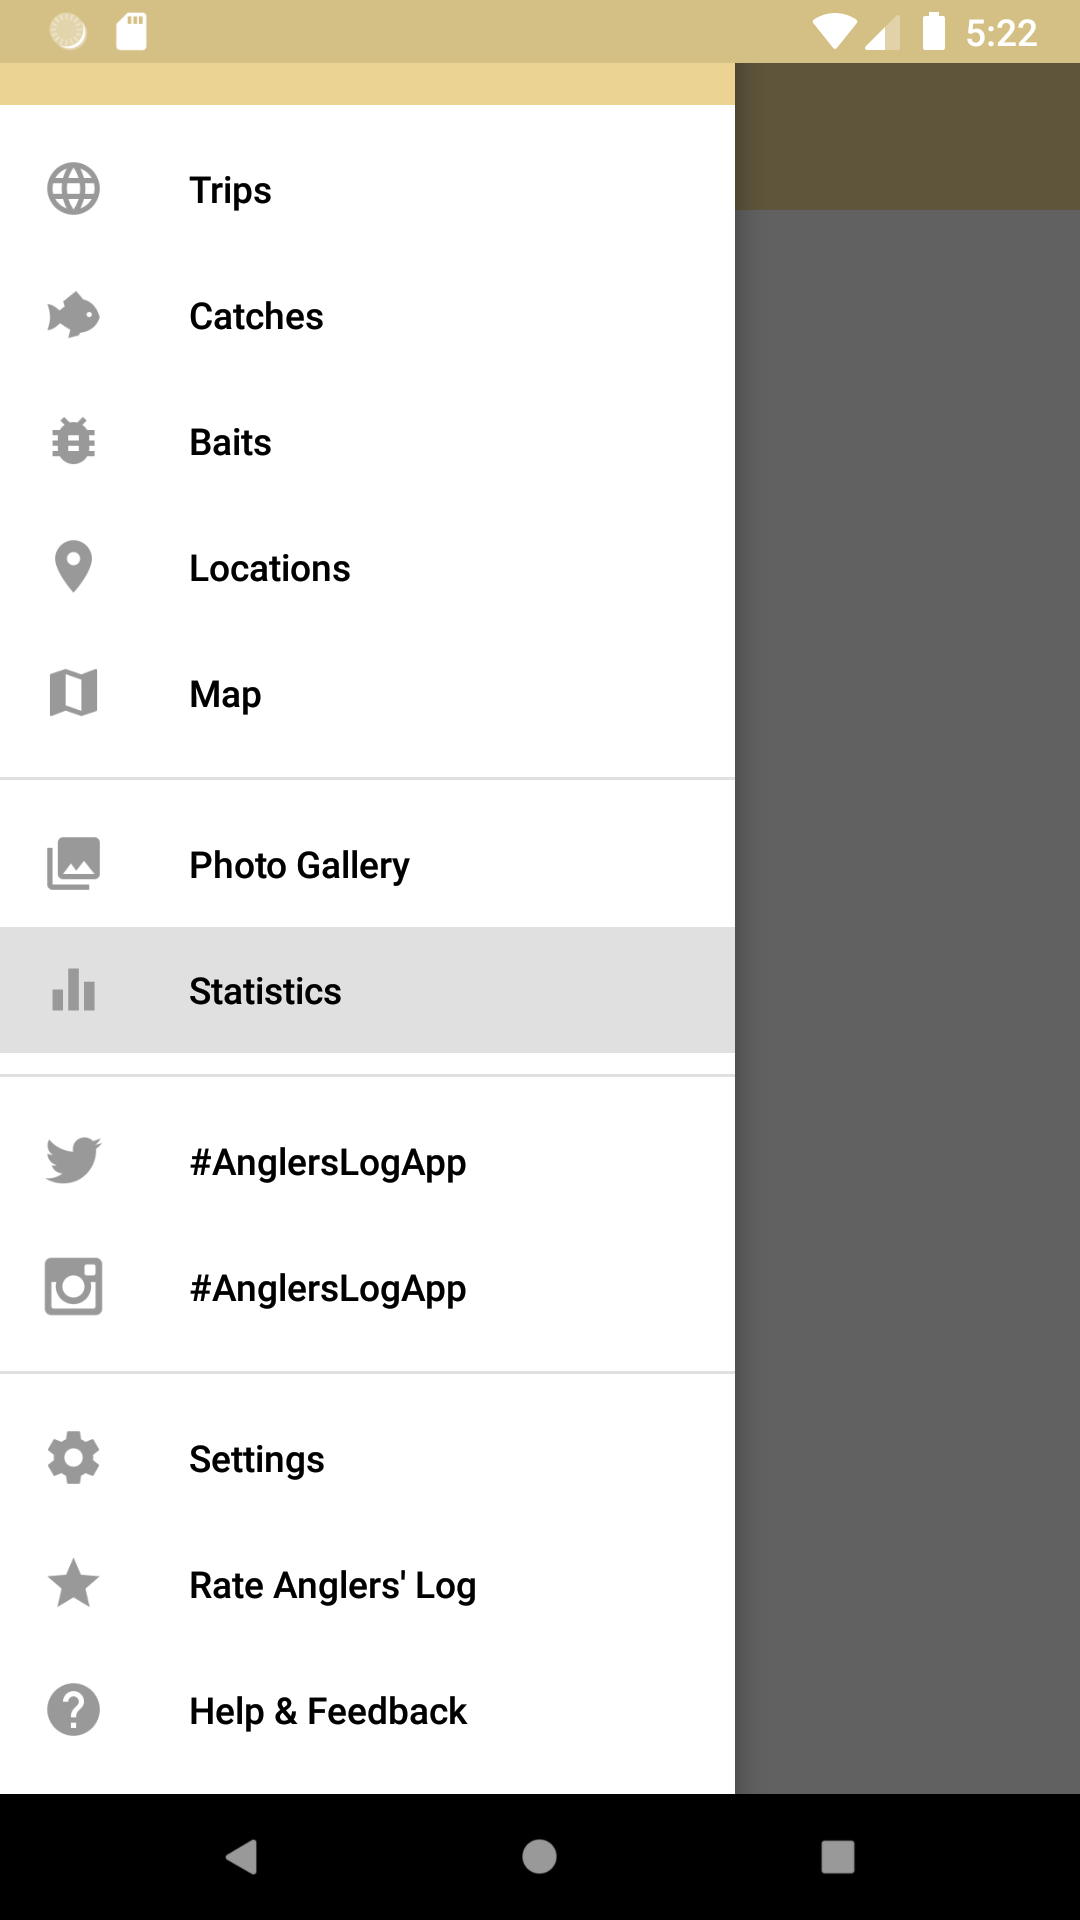 5:22
Trips
Catches
Baits
Locations
Map
Photo Gallery
Statistics
#AnglersLogApp
#AnglersLogApp
Settings
Rate Anglers' Log
Help & Feedback